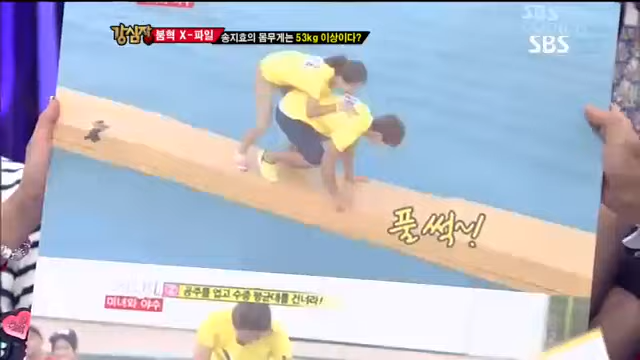 SBS
강심장 붐혁 X-파일 송지효의 몸무게는 53kg 이상이다?
SBS
풀썩~!
미녀와 야수
공주를 업고 수중 평균대를 건너라!